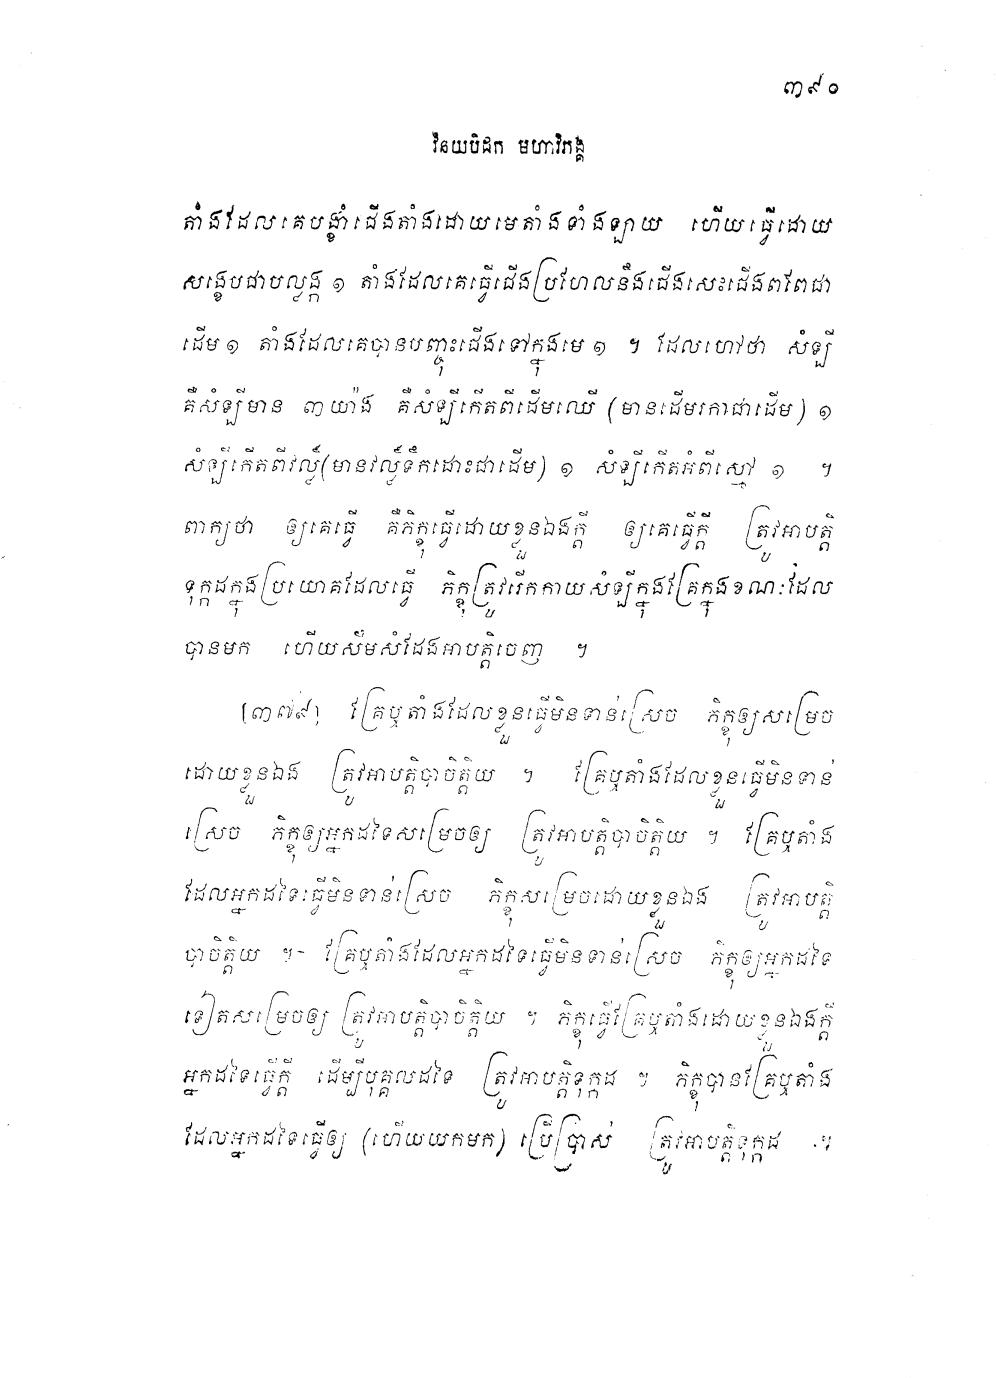 ៣៩០
វិនយបិដក មហាវិភង្គ
តាំងដែលគេបង្ខាំជើងតាំងដោយមេតាំងទាំងឡាយ ហើយធ្វើដោយ
សង្ខេបជាបល្ល័ង្ក ១ តាំងដែលគេធ្វើជើងប្រហែលនឹងជើងសេះជើងពពែជា
ដើម ១ តាំងដែលគេបានបញ្ចុះជើងទៅក្នុងមេ ១ ។ ដែលហៅថា សំឡី
គឺសំឡីមាន ៣ យ៉ាង គឺសំឡីកើតពីដើមឈើ (មានដើមរកាជាដើម) ១
សំឡីកើតពីវល្លិ៍ (មានវល្លិ៍ទឹកដោះជាដើម) ១ សំឡីកើតអំពីស្មៅ ១ ។
ពាក្យថា ឲ្យគេធ្វើ គឺភិក្ខុធ្វើដោយខ្លួនឯងក្តី ឲ្យគេធ្វើក្តី ត្រូវអាបត្តិ
ទុក្កដក្នុងប្រយោគដែលធ្វើ ភិក្ខុត្រូវរើកកាយសំឡីក្នុងគ្រែក្នុងខណៈដែល
បានមក ហើយសឹមសំដែងអាបត្តិចេញ ។
[៣៧៩] គ្រែឬតាំងដែលខ្លួនធ្វើមិនទាន់ស្រេច ភិក្ខុឲ្យសម្រេច
ដោយខ្លួនឯង ត្រូវអាបត្តិបាចិត្តិយ ។ គ្រែឬតាំងដែលខ្លួនធ្វើមិនទាន់
ស្រេច ភិក្ខុឲ្យអ្នកដទៃសម្រេចឲ្យ ត្រូវអាបត្តិបាចិត្តិយ ។ គ្រែឬតាំង
ដែលអ្នកដទៃធ្វើមិនទាន់ស្រេច ភិក្ខុសម្រេចដោយខ្លួនឯង ត្រូវអាបត្តិ
បាចិត្តិយ ។ គ្រែឬតាំងដែលអ្នកដទៃធ្វើមិនទាន់ស្រេច ភិក្ខុឲ្យអ្នកដទៃ
ទៀតសម្រេចឲ្យ ត្រូវអាបត្តិបាចិត្តិយ ។ ភិក្ខុធ្វើគ្រែឬតាំងដោយខ្លួនឯងក្តី
អ្នកដទៃធ្វើក្តី ដើម្បីបុគ្គលដទៃ ត្រូវអាបត្តិទុក្កដ ។ ភិក្ខុបានគ្រែឬតាំង
ដែលអ្នកដទៃធ្វើឲ្យ (ហើយយកមក) ប្រើប្រាស់ ត្រូវអាបត្តិទុក្កដ ។